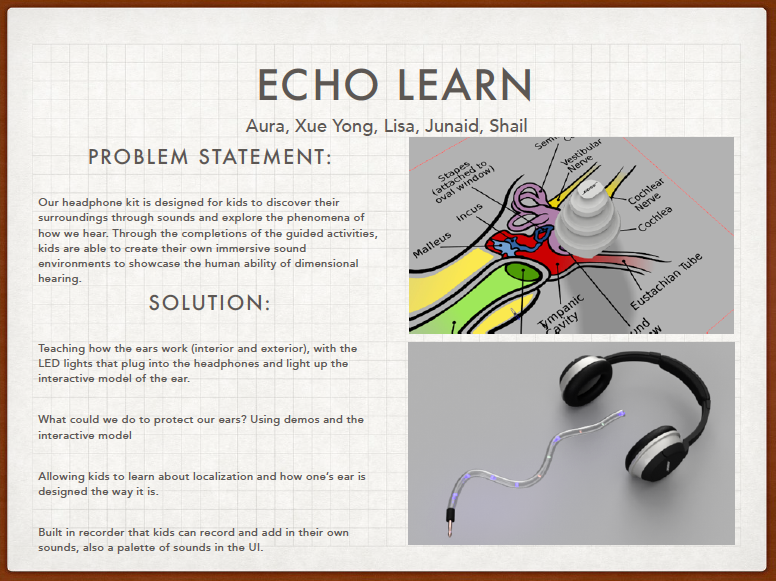 ECHO LEARN
Aura, Xue Yong, Lisa, Junaid, Shail
PROBLEM STATEMENT:
Our headphone kit is designed for kids to discover their
surroundings through sounds and explore the phenomena of
how we hear. Through the completions of the guided activities,
kids are able to create their own immersive sound
environments to showcase the human ability of dimensional
hearing.
SOLUTION:
Teaching how the ears work (interior and exterior), with the
LED lights that plug into the headphones and light up the
interactive model of the ear.
What could we do to protect our ears? Using demos and the
interactive model
Allowing kids to learn about localization and how one's ear is
designed the way it is.
Built in recorder that kids can record and add in their own
sounds, also a palette of sounds in the UI.
Stapes
(attached to
oval window)
Vestibular
Nerve
Incus
Cochlear
Nerve
Cochlea
Malleus
Eustachian Tube
Tympanic
Cavity